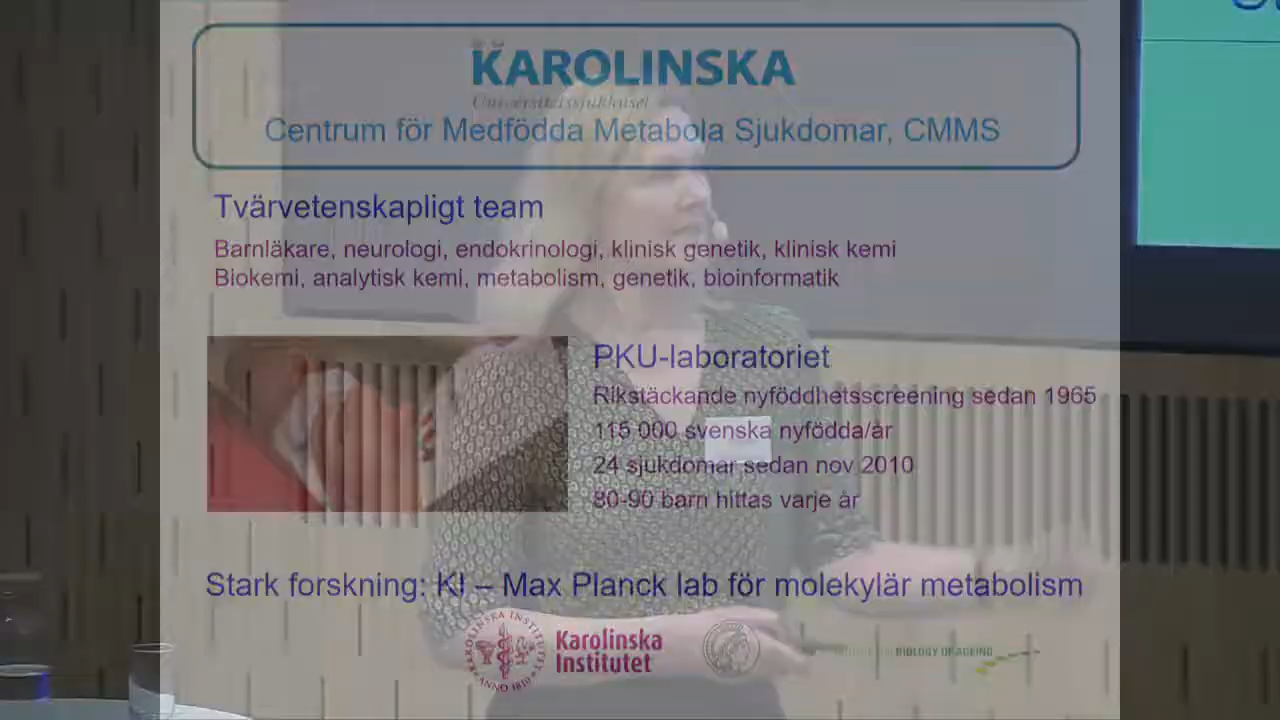 KAROLINSKA
Universitetssjukhuset
Centrum för Medfödda Metabola Sjukdomar, CMMS
Tvärvetenskapligt team
Barnläkare, neurologi, endokrinologi, klinisk genetik, klinisk kemi
Biokemi, analytisk kemi, metabolism, genetik, bioinformatik
PKU-laboratoriet
Rikstäckande nyföddhetsscreening sedan 1965
115 000 svenska nyfödda/år
24 sjukdomar sedan nov 2010
80-90 barn hittas varje år
Stark forskning: KI – Max Planck lab för molekylär metabolism
KAROLINSKA INSTITUTET
ANNO 1810
Karolinska
Institutet
BIOLOGY OF AGEING